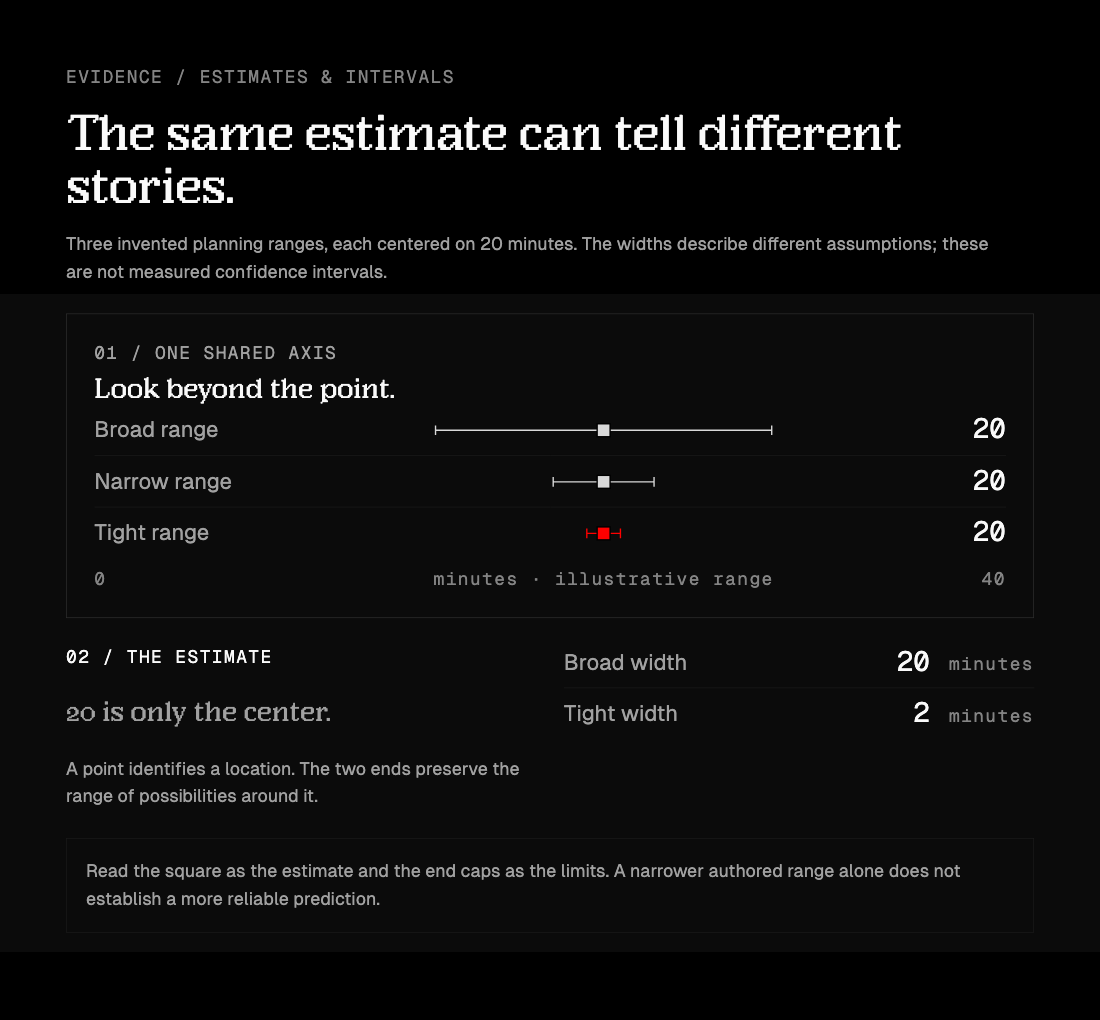 EVIDENCE / ESTIMATES & INTERVALS
The same estimate can tell different
stories.
Three invented planning ranges, each centered on 20 minutes. The widths describe different assumptions; these
are not measured confidence intervals.
01 / ONE SHARED AXIS
Look beyond the point.
Broad range 20
Narrow range 20
Tight range 20
0 minutes · illustrative range 40
02 / THE ESTIMATE
20 is only the center.
A point identifies a location. The two ends preserve the
range of possibilities around it.
Broad width 20 minutes
Tight width 2 minutes
Read the square as the estimate and the end caps as the limits. A narrower authored range alone does not
establish a more reliable prediction.